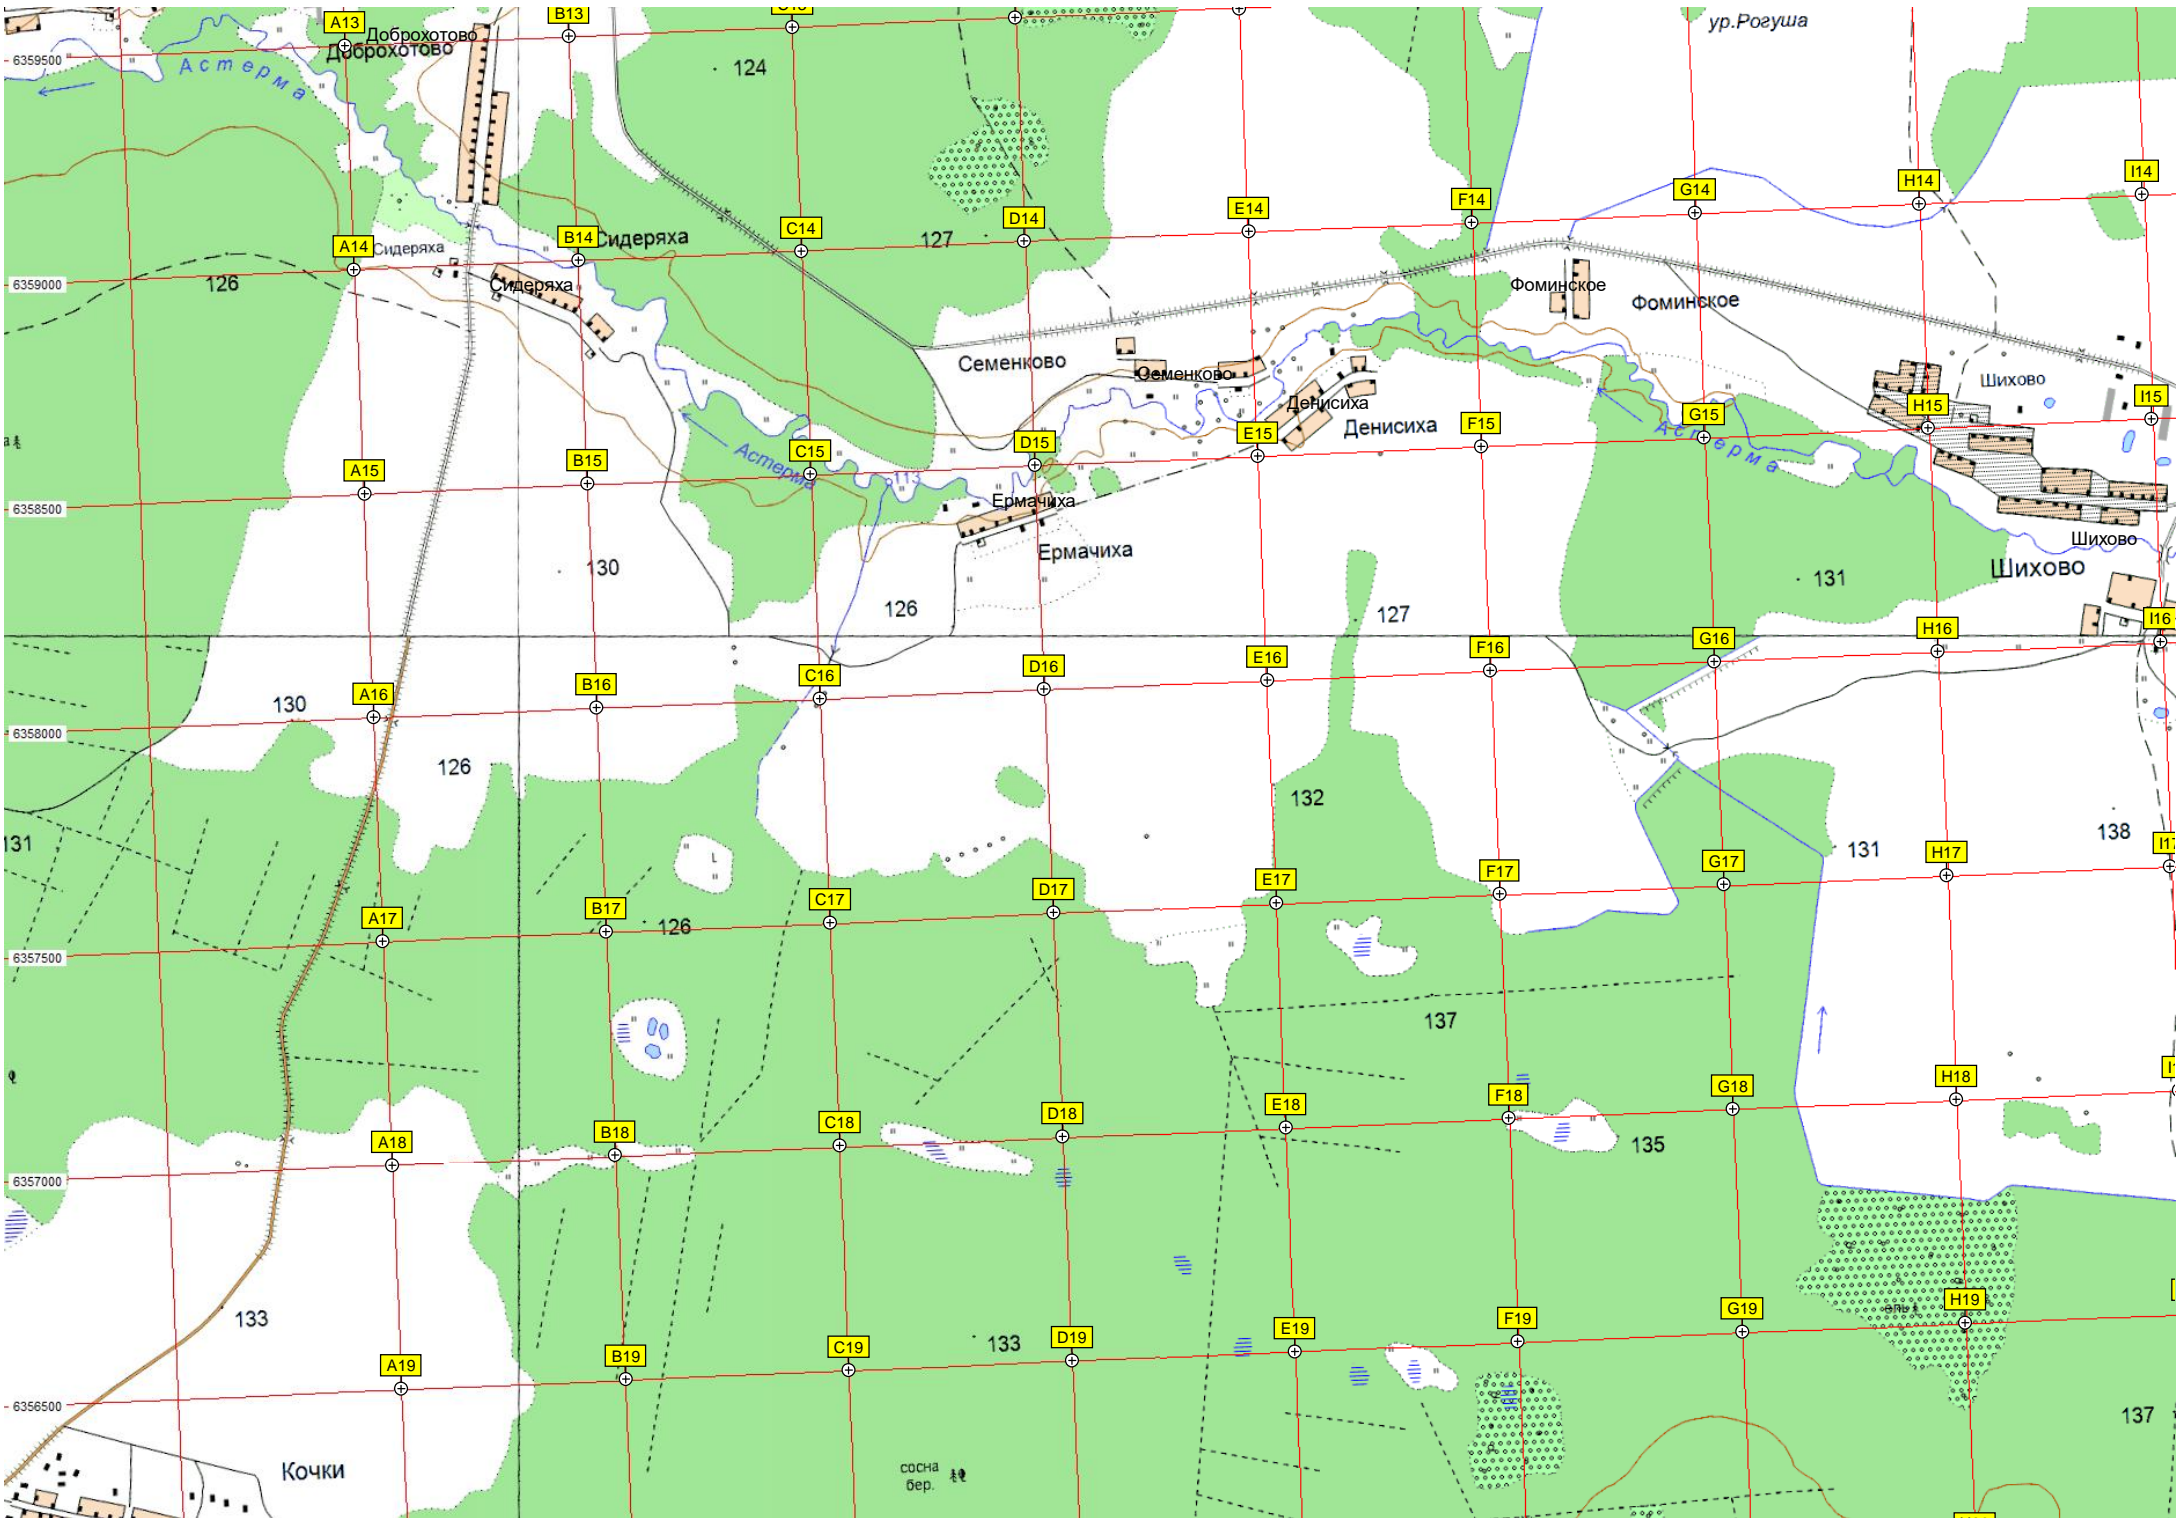 A13
B13
ур.Рогуша
Доброхотово
Доброхотово
6359500
Астерма
124
I14
H14
G14
F14
E14
D14
C14
B14
A14
Сидеряха
Сидеряха
127
126
6359000
Сидеряха
Фоминское
Фоминское
Семенково
Семенково
Шихово
Денисиха
Денисиха
I15
H15
G15
F15
E15
D15
C15
B15
A15
Астерма
Астерма
113
6358500
Ермачиха
Ермачиха
Шихово
Шихово
130
131
126
127
I16
H16
G16
F16
E16
D16
C16
B16
A16
130
6358000
126
132
131
138
131
I17
H17
G17
F17
E17
D17
C17
B17
A17
126
6357500
137
H18
G18
F18
E18
D18
C18
B18
A18
135
6357000
ель
H19
G19
F19
E19
D19
C19
B19
A19
133
133
6356500
137
Кочки
сосна
бер.